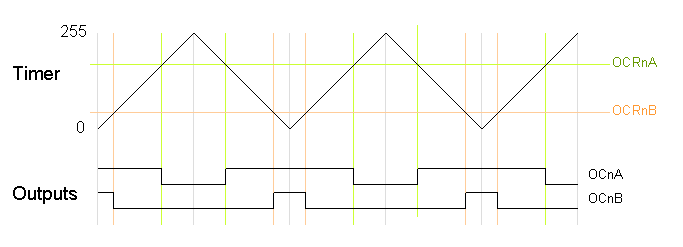 255
OCRnA
Timer
OCRnB
0
OCnA
Outputs
OCnB